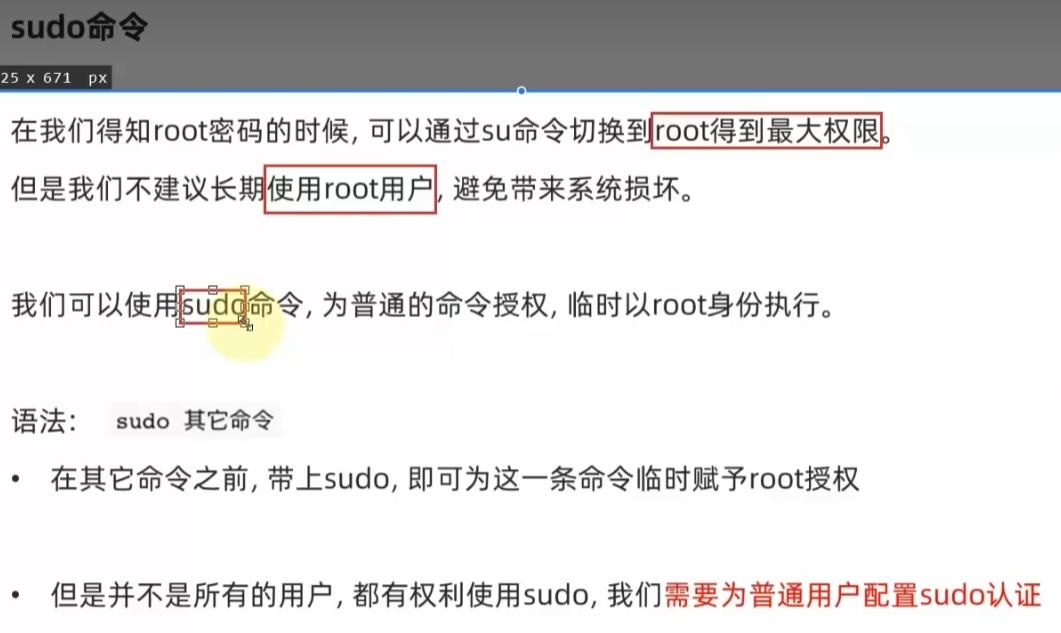 sudo命令
25 x 671 px
在我们得知root密码的时候, 可以通过su命令切换到root得到最大权限。
但是我们不建议长期使用root用户, 避免带来系统损坏。
我们可以使用sudo命令, 为普通的命令授权, 临时以root身份执行。
语法： sudo 其它命令
• 在其它命令之前, 带上sudo, 即可为这一条命令临时赋予root授权
• 但是并不是所有的用户, 都有权利使用sudo, 我们需要为普通用户配置sudo认证